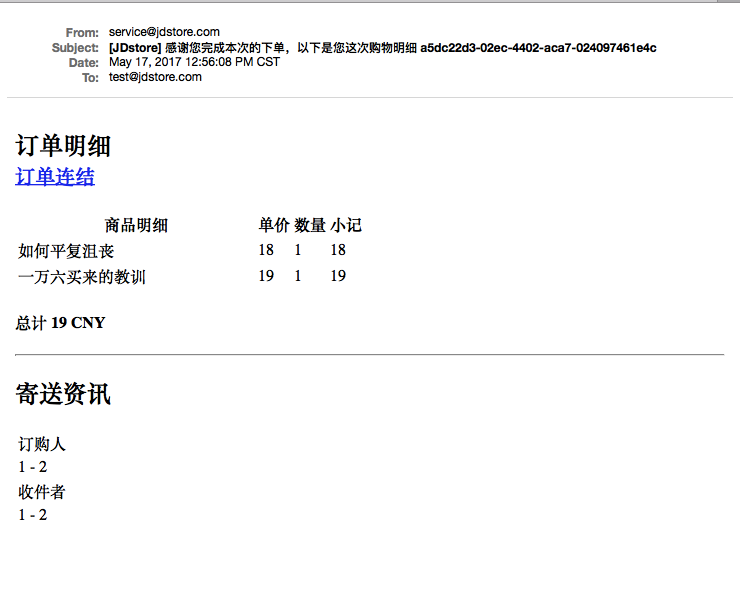 From: service@jdstore.com
Subject: [JDstore] 感谢您完成本次的下单，以下是您这次购物明细 a5dc22d3-02ec-4402-aca7-024097461e4c
Date: May 17, 2017 12:56:08 PM CST
To: test@jdstore.com
订单明细
订单连结
商品明细 单价 数量 小记
如何平复沮丧 18 1 18
一万六买来的教训 19 1 19
总计 19 CNY
寄送资讯
订购人
1 - 2
收件者
1 - 2